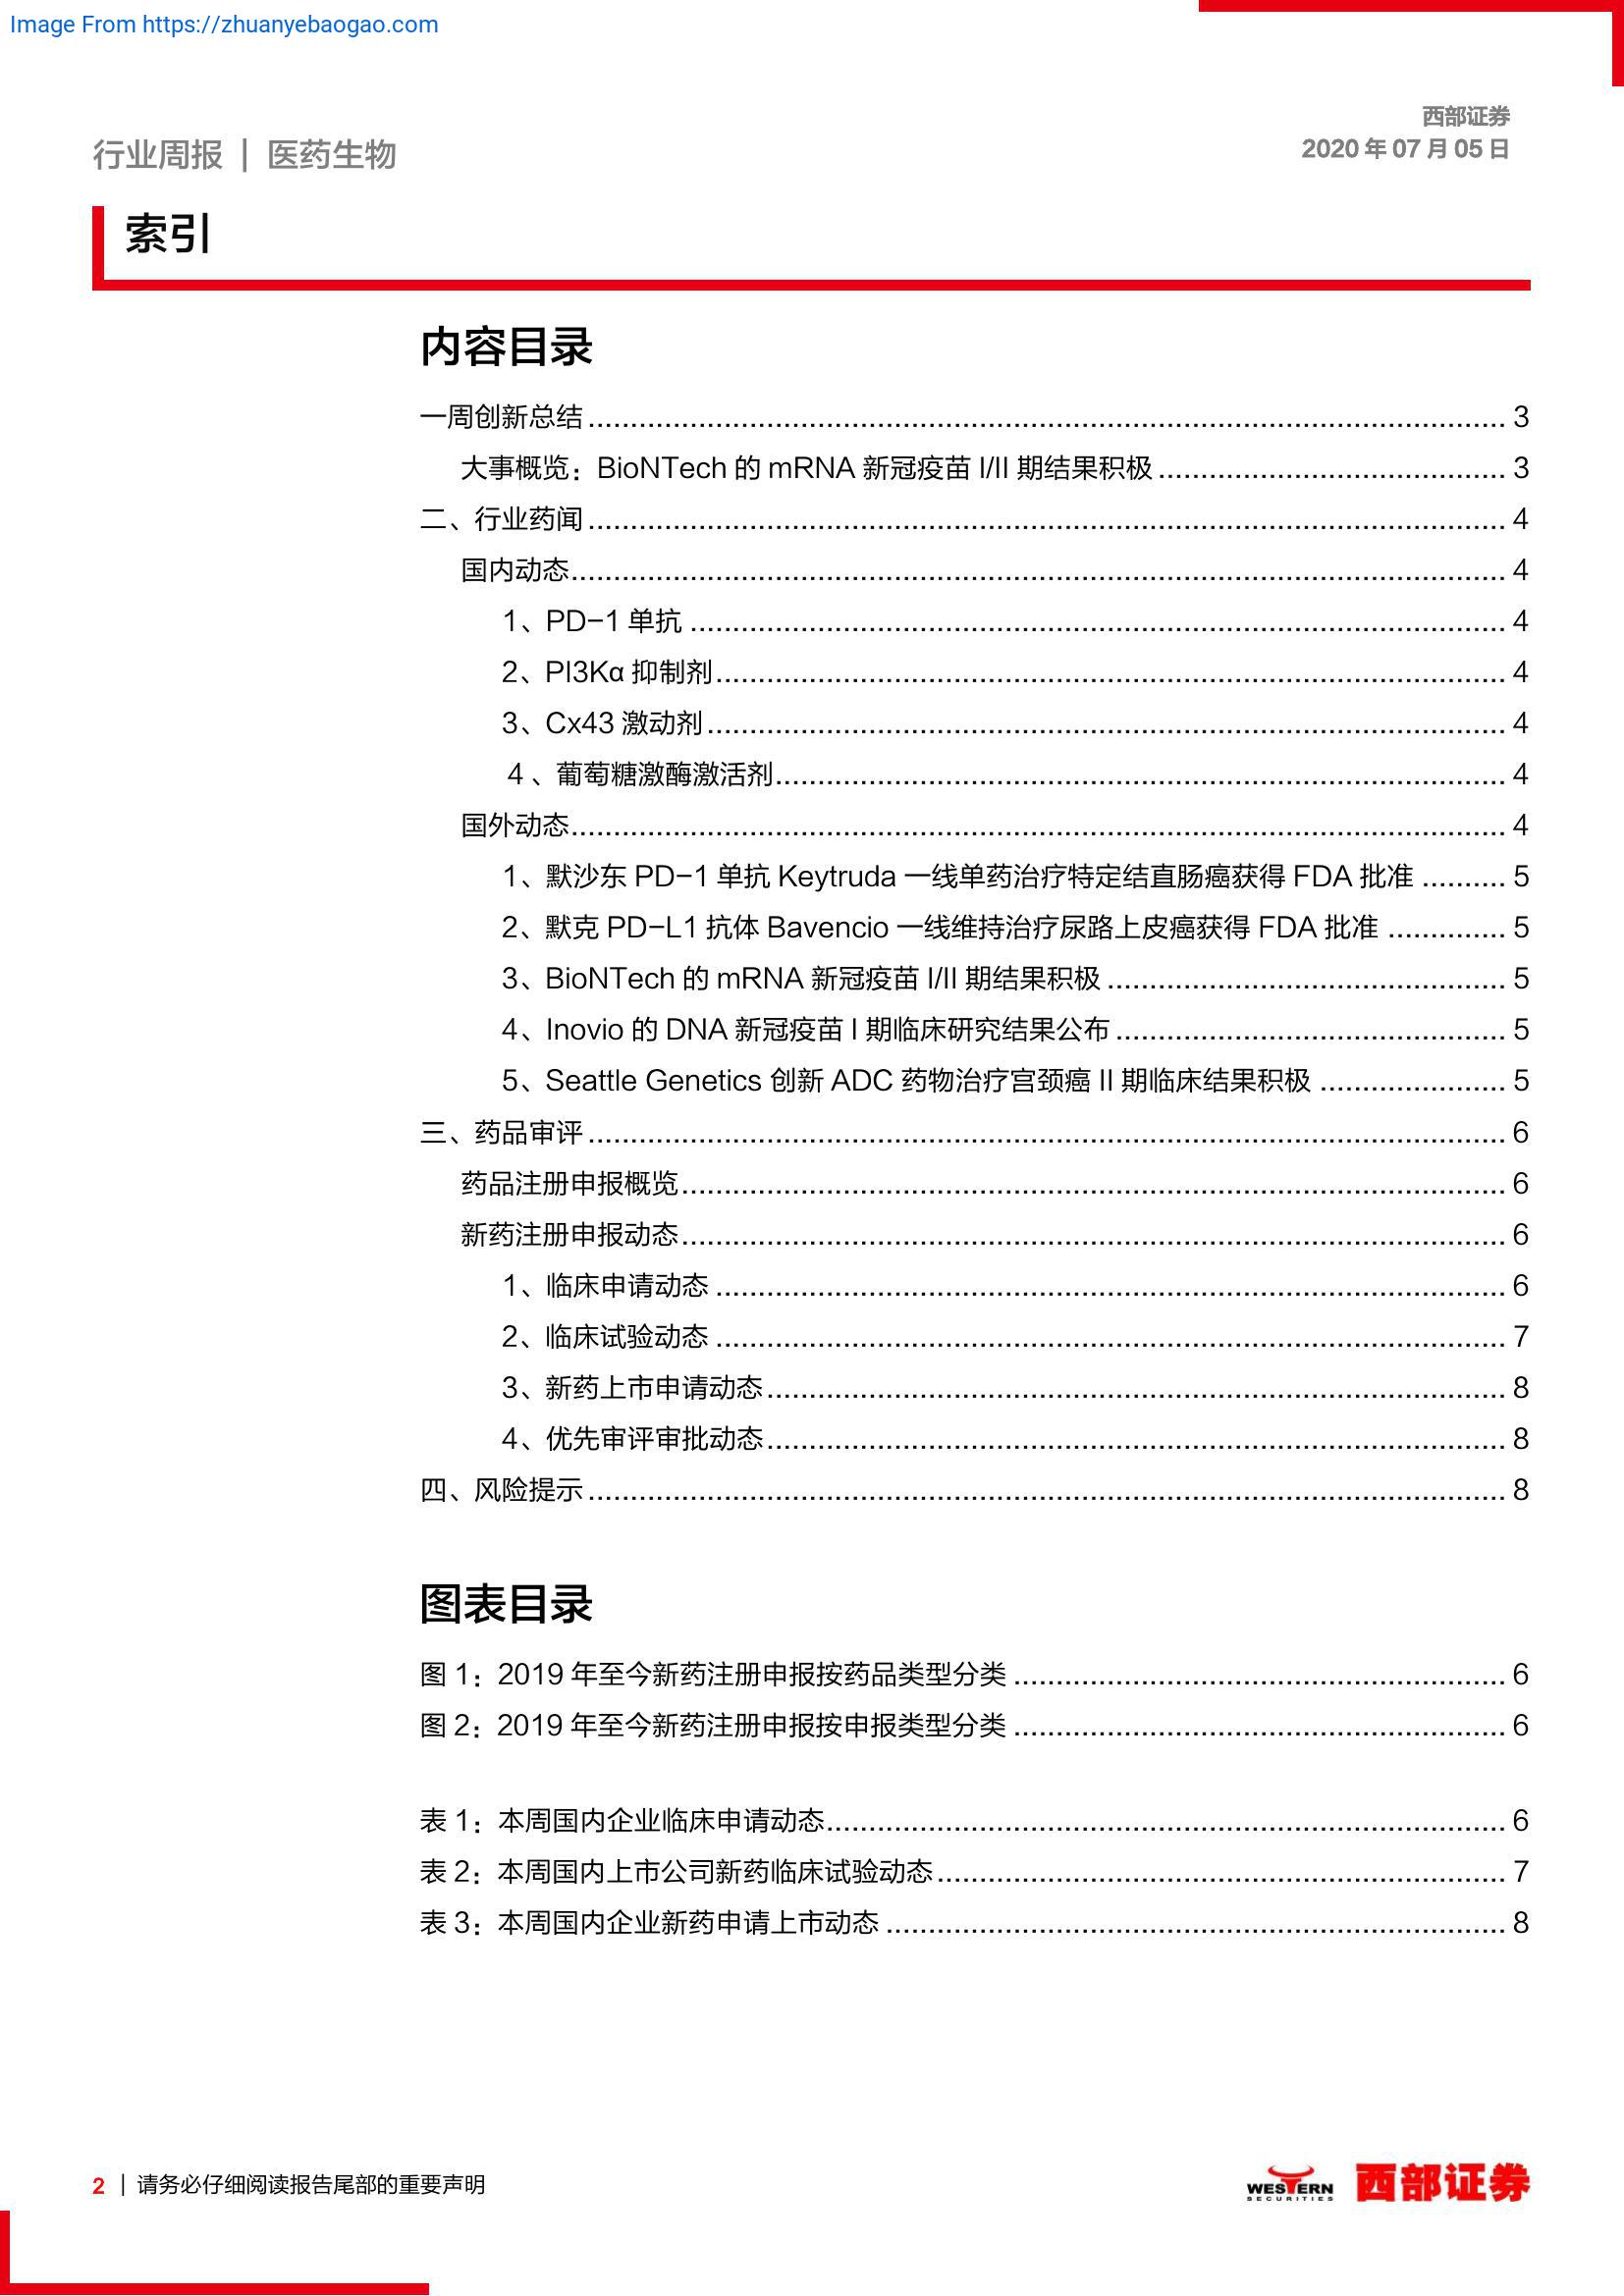 Image From https://zhuanyebaogao.com
西部证券
行业周报 | 医药生物
2020 年 07 月 05 日
索引
内容目录
一周创新总结 3
大事概览：BioNTech 的 mRNA 新冠疫苗 I/II 期结果积极 3
二、行业药闻 4
国内动态 4
1、PD-1 单抗 4
2、PI3Kα 抑制剂 4
3、Cx43 激动剂 4
4 、葡萄糖激酶激活剂 4
国外动态 4
1、默沙东 PD-1 单抗 Keytruda 一线单药治疗特定结直肠癌获得 FDA 批准 5
2、默克 PD-L1 抗体 Bavencio 一线维持治疗尿路上皮癌获得 FDA 批准 5
3、BioNTech 的 mRNA 新冠疫苗 I/II 期结果积极 5
4、Inovio 的 DNA 新冠疫苗 I 期临床研究结果公布 5
5、Seattle Genetics 创新 ADC 药物治疗宫颈癌 II 期临床结果积极 5
三、药品审评 6
药品注册申报概览 6
新药注册申报动态 6
1、临床申请动态 6
2、临床试验动态 7
3、新药上市申请动态 8
4、优先审评审批动态 8
四、风险提示 8
图表目录
图 1：2019 年至今新药注册申报按药品类型分类 6
图 2：2019 年至今新药注册申报按申报类型分类 6
表 1：本周国内企业临床申请动态 6
表 2：本周国内上市公司新药临床试验动态 7
表 3：本周国内企业新药申请上市动态 8
2 | 请务必仔细阅读报告尾部的重要声明
WESTERN
SECURITIES
西部证券